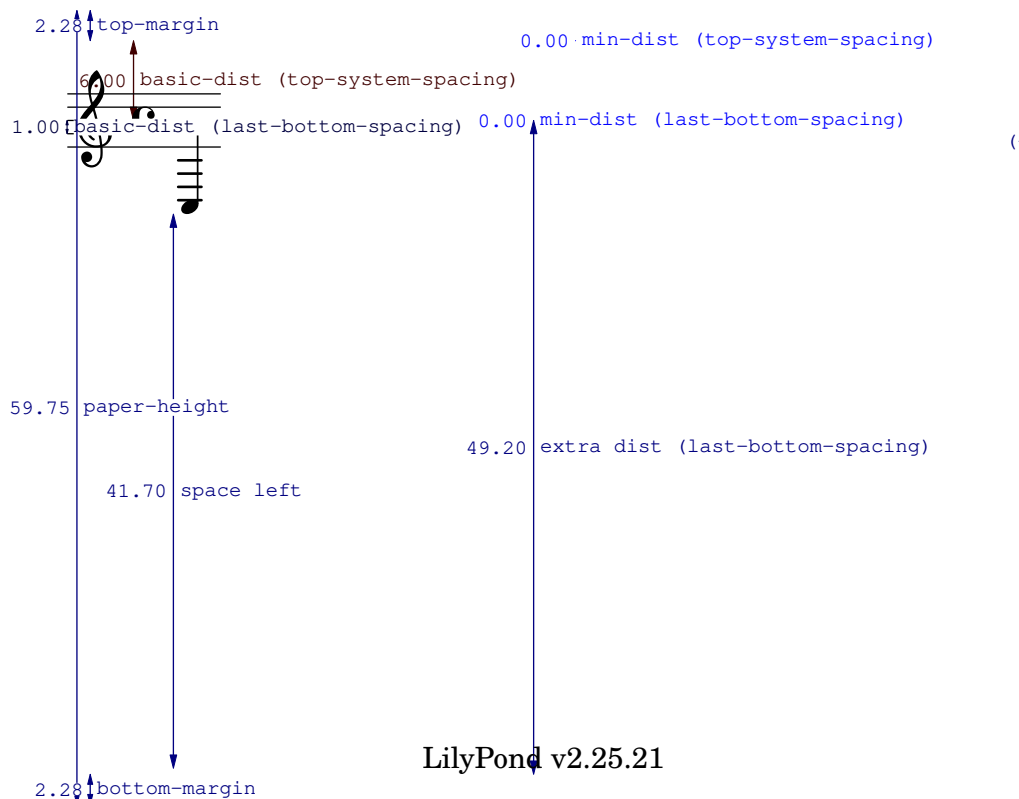 2.28 top-margin
0.00 min-dist (top-system-spacing)
6.00 basic-dist (top-system-spacing)
1.00 basic-dist (last-bottom-spacing)
0.00 min-dist (last-bottom-spacing)
(
59.75 paper-height
49.20 extra dist (last-bottom-spacing)
41.70 space left
LilyPond v2.25.21
2.28 bottom-margin